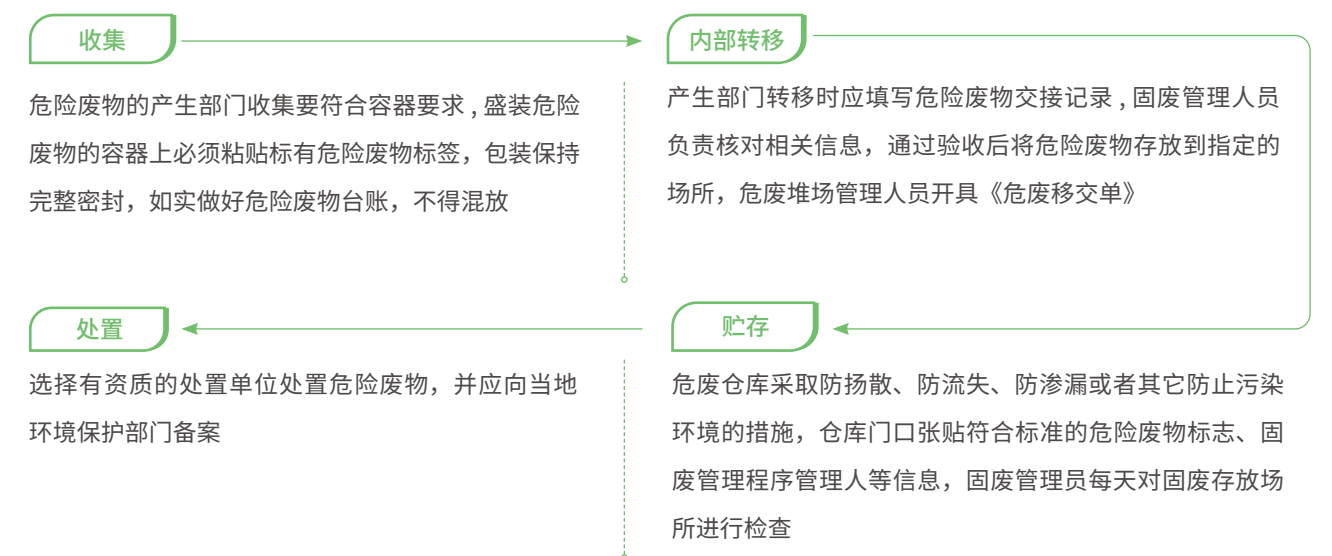 收集
危险废物的产生部门收集要符合容器要求 , 盛装危险
废物的容器上必须粘贴标有危险废物标签，包装保持
完整密封，如实做好危险废物台账，不得混放
内部转移
产生部门转移时应填写危险废物交接记录 , 固废管理人员
负责核对相关信息，通过验收后将危险废物存放到指定的
场所，危废堆场管理人员开具《危废移交单》
贮存
危废仓库采取防扬散、防流失、防渗漏或者其它防止污染
环境的措施，仓库门口张贴符合标准的危险废物标志、固
废管理程序管理人等信息，固废管理员每天对固废存放场
所进行检查
处置
选择有资质的处置单位处置危险废物，并应向当地
环境保护部门备案